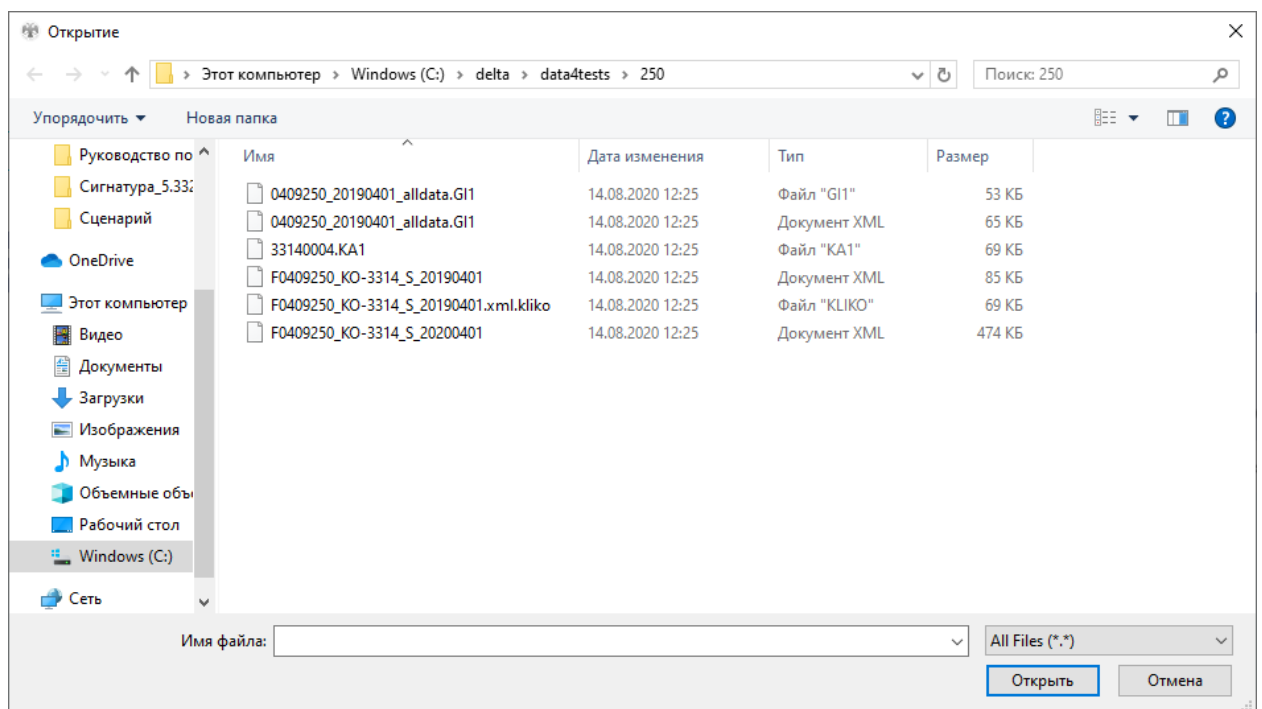 Открытие
Этот компьютер > Windows (C:) > delta > data4tests > 250
Поиск: 250
Упорядочить
Новая папка
Имя Дата изменения Тип Размер
Руководство по
Сигнатура_5.332
Сценарий
OneDrive
Этот компьютер
Видео
Документы
Загрузки
Изображения
Музыка
Объемные объ
Рабочий стол
Windows (C:)
Сеть
0409250_20190401_alldata.GI1 14.08.2020 12:25 Файл "GI1" 53 КБ
0409250_20190401_alldata.GI1 14.08.2020 12:25 Документ XML 65 КБ
33140004.KA1 14.08.2020 12:25 Файл "KA1" 69 КБ
F0409250_KO-3314_S_20190401 14.08.2020 12:25 Документ XML 85 КБ
F0409250_KO-3314_S_20190401.xml.kliko 14.08.2020 12:25 Файл "KLIKO" 69 КБ
F0409250_KO-3314_S_20200401 14.08.2020 12:25 Документ XML 474 КБ
Имя файла:
All Files (*.*)
Открыть Отмена